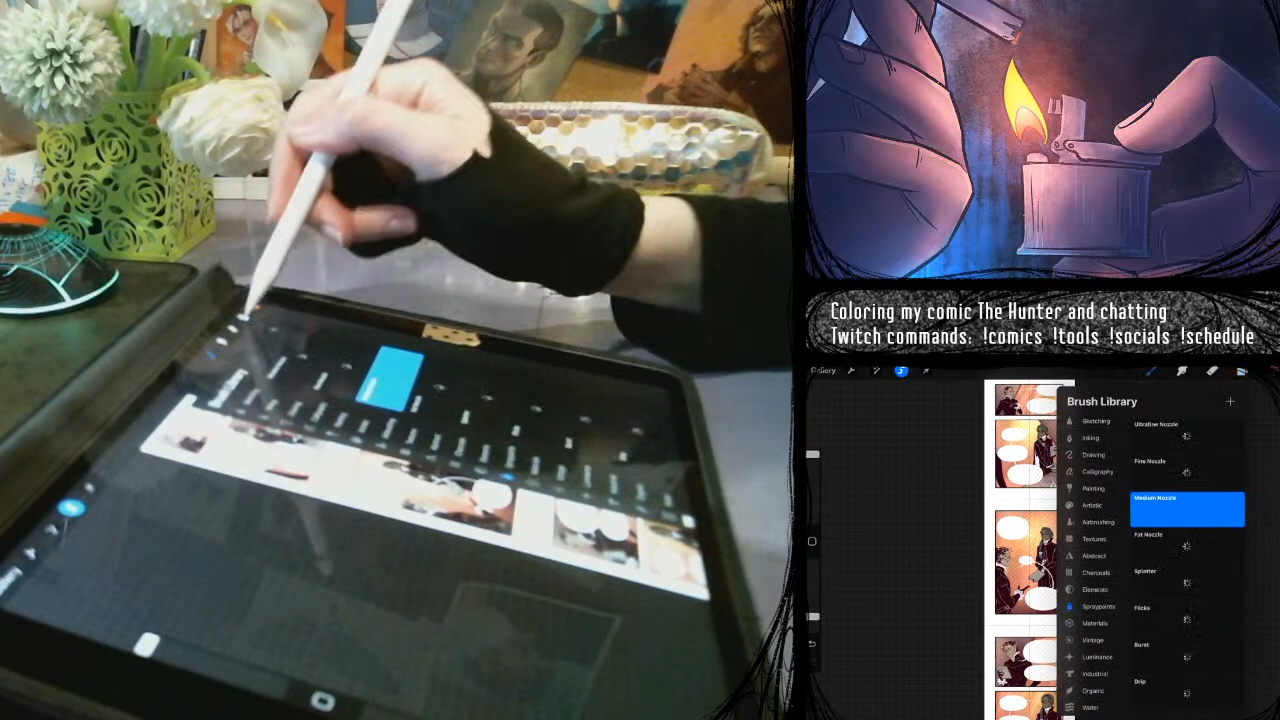 Coloring my comic The Hunter and chatting
Twitch commands: !comics !tools !socials !schedule
Gallery
Brush Library
Sketching
Inking
Drawing
Calligraphy
Painting
Artistic
Airbrushing
Textures
Abstract
Charcoals
Elements
Spraypaints
Materials
Vintage
Luminance
Industrial
Organic
Water
Ultrafine Nozzle
Fine Nozzle
Medium Nozzle
Fat Nozzle
Splatter
Flicks
Burst
Drip